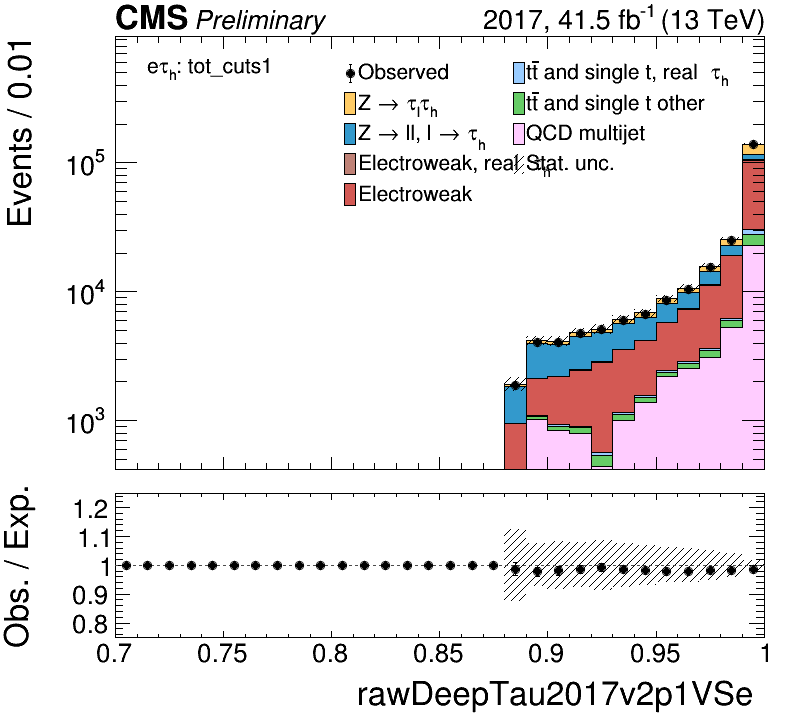 CMS Preliminary 2017, 41.5 fb⁻¹ (13 TeV)
Events / 0.01
eτₕ: tot_cuts1
Observed
Z → τₗτₕ
Z → ll, l → τₕ
Electroweak, real τₕ
Electroweak
tt̄ and single t, real τₕ
tt̄ and single t other
QCD multijet
Stat. unc.
10⁵
10⁴
10³
Obs. / Exp.
1.2
1.1
1
0.9
0.8
0.7 0.75 0.8 0.85 0.9 0.95 1
rawDeepTau2017v2p1VSe